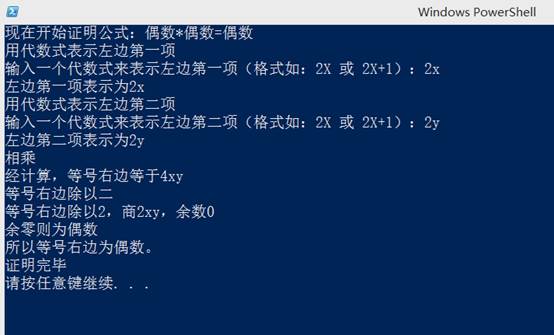 Windows PowerShell
现在开始证明公式: 偶数*偶数=偶数
用代数式表示左边第一项
输入一个代数式来表示左边第一项（格式如: 2X 或 2X+1）: 2x
左边第一项表示为2x
用代数式表示左边第二项
输入一个代数式来表示左边第二项（格式如: 2X 或 2X+1）: 2y
左边第二项表示为2y
相乘
经计算，等号右边等于4xy
等号右边除以二
等号右边除以2，商2xy，余数0
余零则为偶数
所以等号右边为偶数。
证明完毕
请按任意键继续. . .